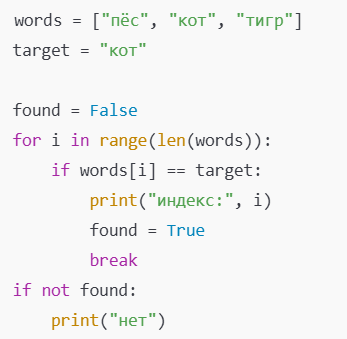 words = ["пёс", "кот", "тигр"]
target = "кот"

found = False
for i in range(len(words)):
    if words[i] == target:
        print("индекс:", i)
        found = True
        break
if not found:
    print("нет")